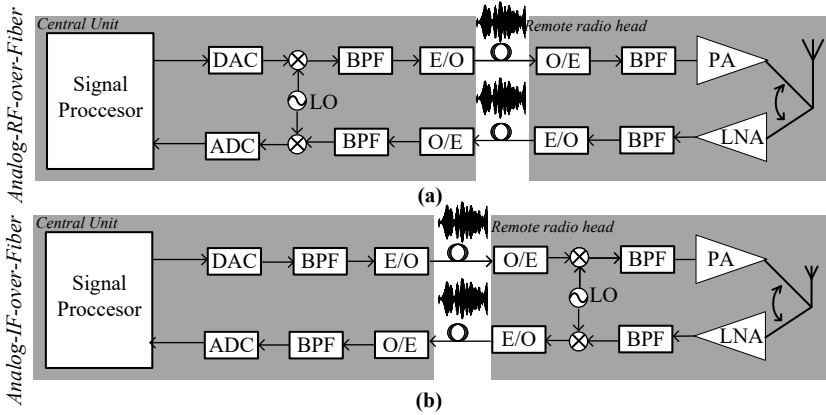 Analog-RF-over-Fiber
Central Unit
Remote radio head
Signal
Proccesor
DAC
BPF
E/O
O/E
BPF
PA
LO
ADC
BPF
O/E
E/O
BPF
LNA
(a)
Analog-IF-over-Fiber
Central Unit
Remote radio head
Signal
Proccesor
DAC
BPF
E/O
O/E
BPF
PA
LO
ADC
BPF
O/E
E/O
BPF
LNA
(b)